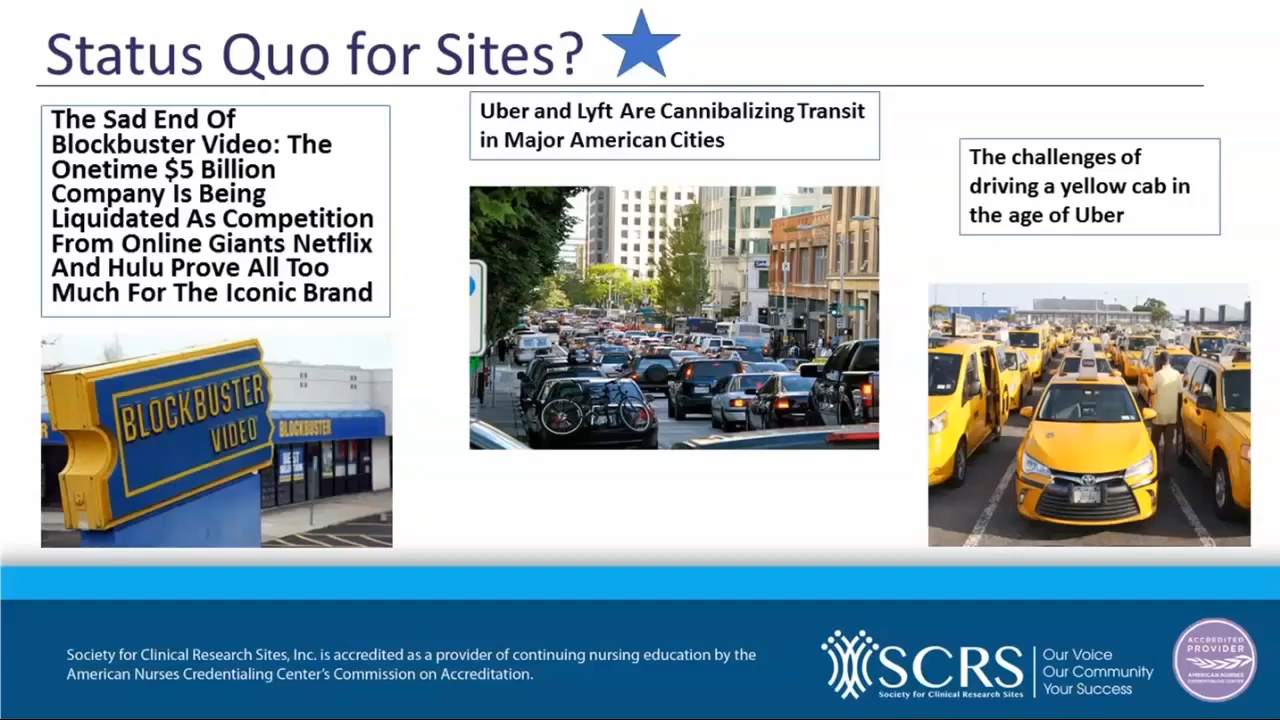 Status Quo for Sites?
The Sad End Of
Blockbuster Video: The
Onetime $5 Billion
Company Is Being
Liquidated As Competition
From Online Giants Netflix
And Hulu Prove All Too
Much For The Iconic Brand
Uber and Lyft Are Cannibalizing Transit
in Major American Cities
The challenges of
driving a yellow cab in
the age of Uber
BLOCKBUSTER
VIDEO
BLOCKBUSTER
Society for Clinical Research Sites, Inc. is accredited as a provider of continuing nursing education by the
American Nurses Credentialing Center's Commission on Accreditation.
SCRS
Society for Clinical Research Sites
Our Voice
Our Community
Your Success
ACCREDITED
PROVIDER
AMERICAN NURSES
CREDENTIALING CENTER